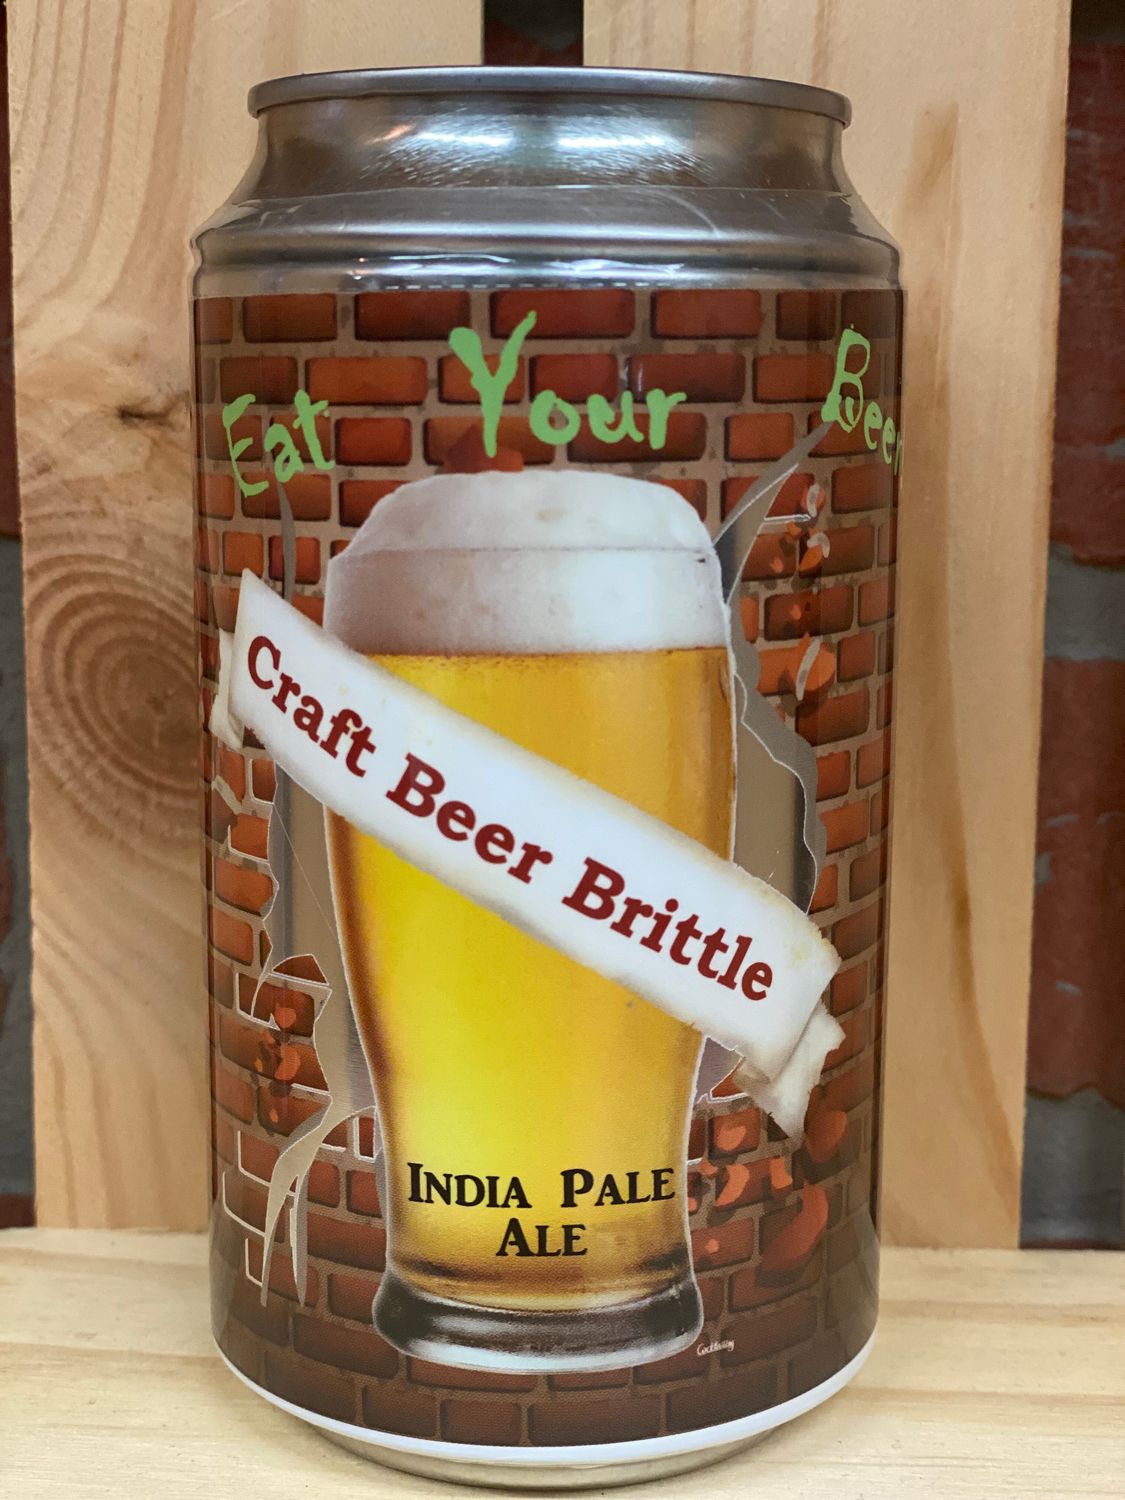 Eat Your Beer
Craft Beer Brittle
INDIA PALE
ALE